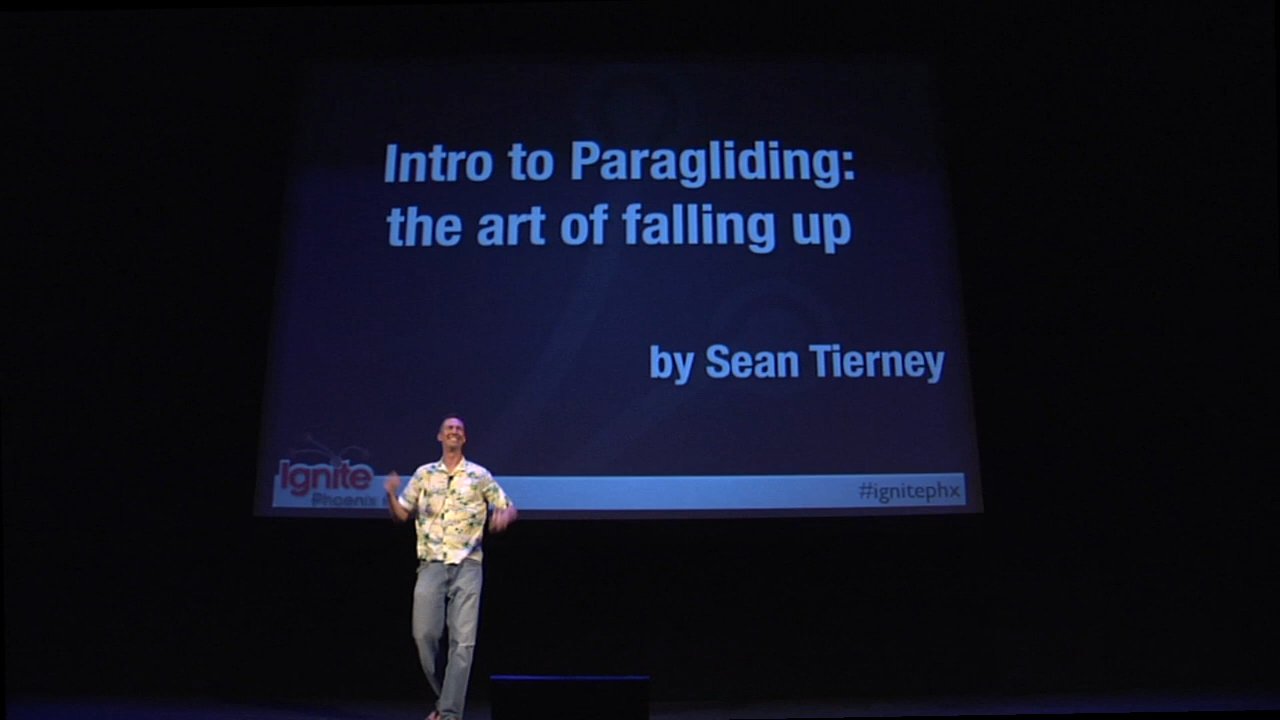 Intro to Paragliding:
the art of falling up
by Sean Tierney
Ignite
Phoenix
#ignitephx